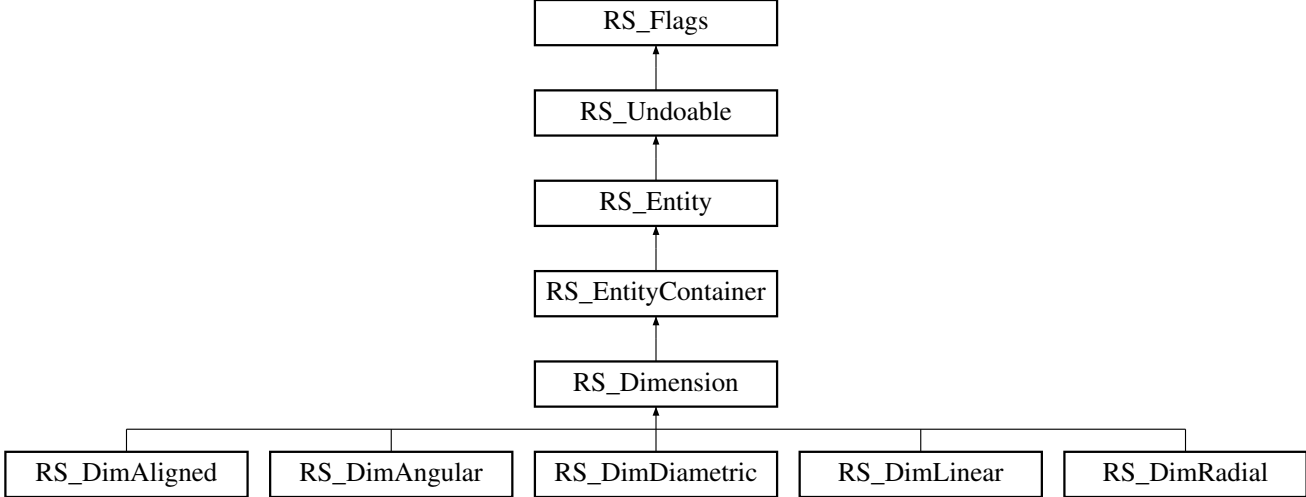 RS_Flags
RS_Undoable
RS_Entity
RS_EntityContainer
RS_Dimension
RS_DimAligned RS_DimAngular RS_DimDiametric RS_DimLinear RS_DimRadial